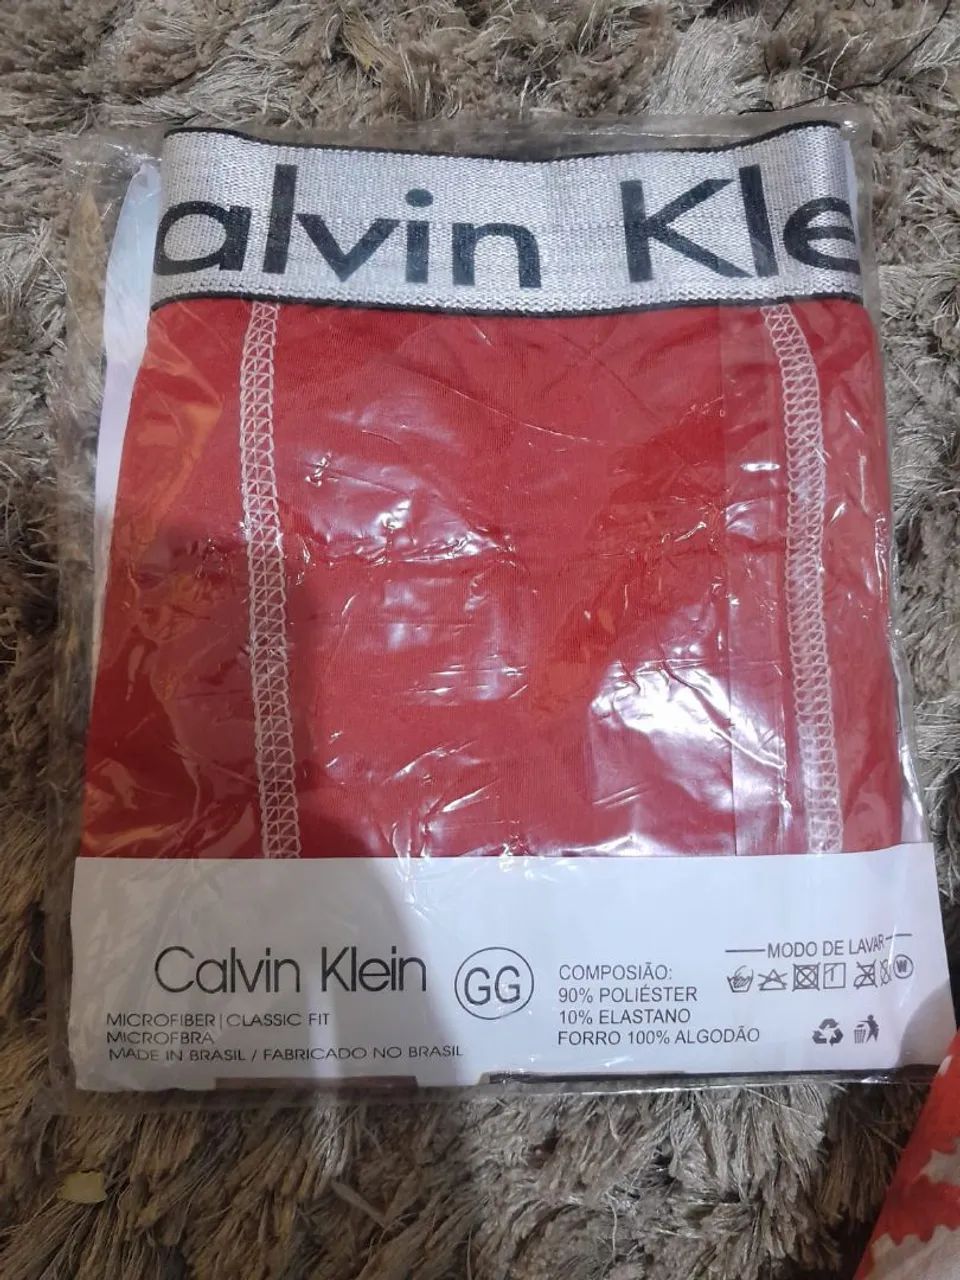 alvin Kle
Calvin Klein
GG
MICROFIBER | CLASSIC FIT
MICROFBRA
MADE IN BRASIL / FABRICADO NO BRASIL
COMPOSIÃO:
90% POLIÉSTER
10% ELASTANO
FORRO 100% ALGODÃO
MODO DE LAVAR
W